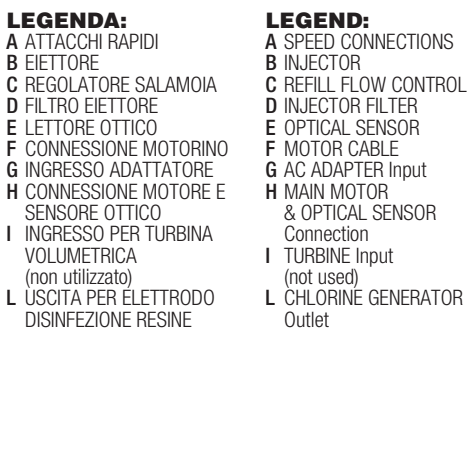 LEGENDA:
A ATTACCHI RAPIDI
B EIETTORE
C REGOLATORE SALAMOIA
D FILTRO EIETTORE
E LETTORE OTTICO
F CONNESSIONE MOTORINO
G INGRESSO ADATTATORE
H CONNESSIONE MOTORE E
SENSORE OTTICO
I INGRESSO PER TURBINA
VOLUMETRICA
(non utilizzato)
L USCITA PER ELETTRODO
DISINFEZIONE RESINE
LEGEND:
A SPEED CONNECTIONS
B INJECTOR
C REFILL FLOW CONTROL
D INJECTOR FILTER
E OPTICAL SENSOR
F MOTOR CABLE
G AC ADAPTER Input
H MAIN MOTOR
& OPTICAL SENSOR
Connection
I TURBINE Input
(not used)
L CHLORINE GENERATOR
Outlet